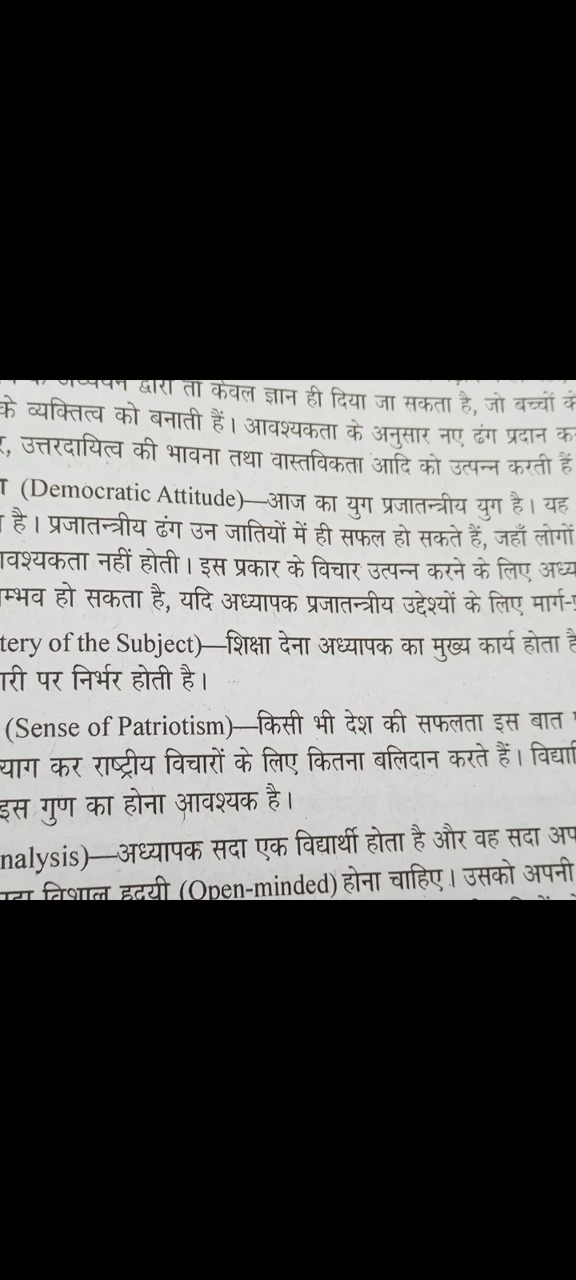 द्वारा तो केवल ज्ञान ही दिया जा सकता है, जो बच्चों के
के व्यक्तित्व को बनाती हैं। आवश्यकता के अनुसार नए ढंग प्रदान
, उत्तरदायित्व की भावना तथा वास्तविकता आदि को उत्पन्न करती हैं
(Democratic Attitude)—आज का युग प्रजातन्त्रीय युग है। यह
है। प्रजातन्त्रीय ढंग उन जातियों में ही सफल हो सकते हैं, जहाँ लोगों
वश्यकता नहीं होती। इस प्रकार के विचार उत्पन्न करने के लिए अध्य
म्भव हो सकता है, यदि अध्यापक प्रजातन्त्रीय उद्देश्यों के लिए मार्ग-
tery of the Subject)—शिक्षा देना अध्यापक का मुख्य कार्य होता है
ारी पर निर्भर होती है।
(Sense of Patriotism)—किसी भी देश की सफलता इस बात
याग कर राष्ट्रीय विचारों के लिए कितना बलिदान करते हैं। विद्या
इस गुण का होना आवश्यक है।
nalysis)—अध्यापक सदा एक विद्यार्थी होता है और वह सदा अप
विशाल हृदयी (Open-minded) होना चाहिए। उसको अपनी